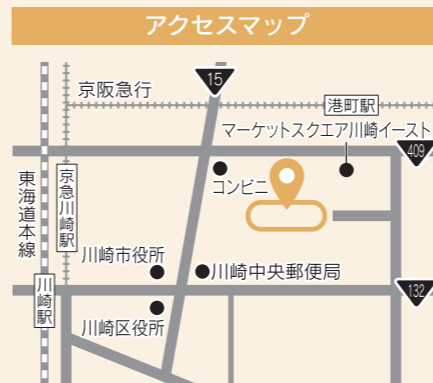 アクセスマップ
15
京阪急行
港町駅
マーケットスクエア川崎イースト
409
コンビニ
東海道本線
京急川崎駅
川崎市役所
川崎中央郵便局
川崎駅
132
川崎区役所